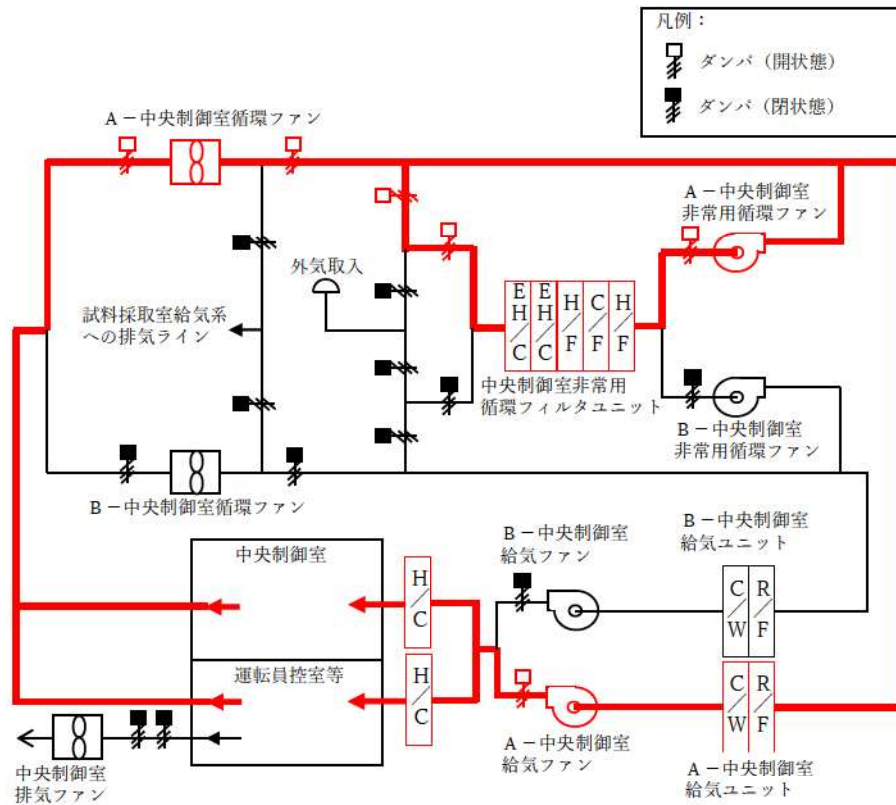 凡例：
ダンパ（開状態）
ダンパ（閉状態）
A－中央制御室循環ファン
A－中央制御室
非常用循環ファン
外気取入
試料採取室給気系
への排気ライン
EH/C
EH/C
H/F
C/F
H/F
中央制御室非常用
循環フィルタユニット
B－中央制御室
非常用循環ファン
B－中央制御室循環ファン
中央制御室
H/C
B－中央制御室
給気ファン
B－中央制御室
給気ユニット
C/W
R/F
運転員控室等
H/C
C/W
R/F
中央制御室
排気ファン
A－中央制御室
給気ファン
A－中央制御室
給気ユニット